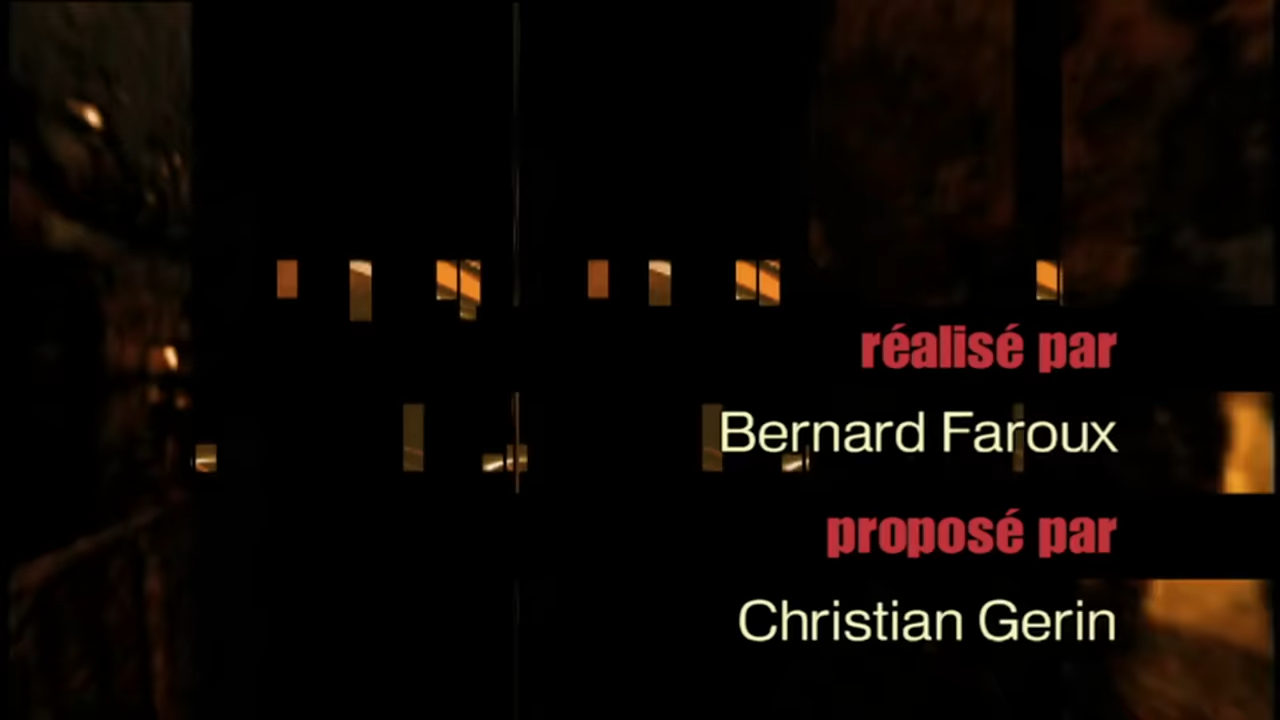 réalisé par
Bernard Faroux
proposé par
Christian Gerin